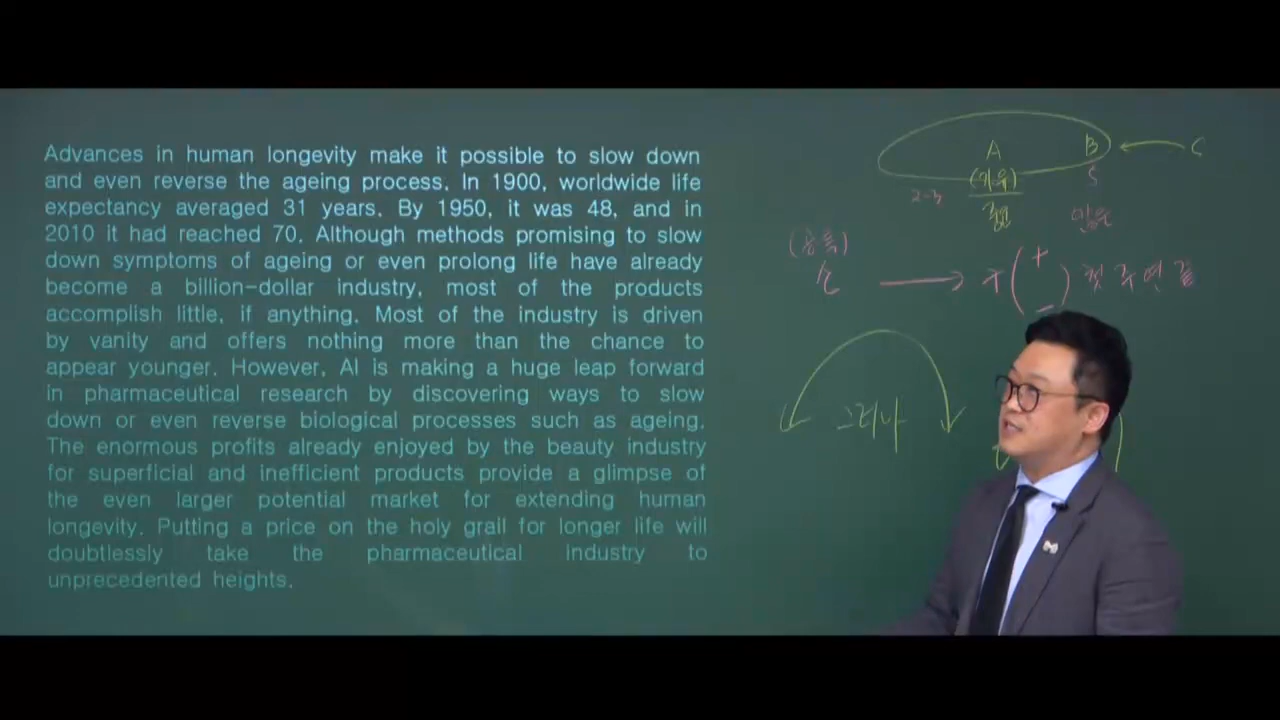 Advances in human longevity make it possible to slow down
and even reverse the ageing process. In 1900, worldwide life
expectancy averaged 31 years. By 1950, it was 48, and in
2010 it had reached 70. Although methods promising to slow
down symptoms of ageing or even prolong life have already
become a billion-dollar industry, most of the products
accomplish little, if anything. Most of the industry is driven
by vanity and offers nothing more than the chance to
appear younger. However, AI is making a huge leap forward
in pharmaceutical research by discovering ways to slow
down or even reverse biological processes such as ageing.
The enormous profits already enjoyed by the beauty industry
for superficial and inefficient products provide a glimpse of
the even larger potential market for extending human
longevity. Putting a price on the holy grail for longer life will
doubtlessly take the pharmaceutical industry to
unprecedented heights.
A B C
2-3
+
그러나